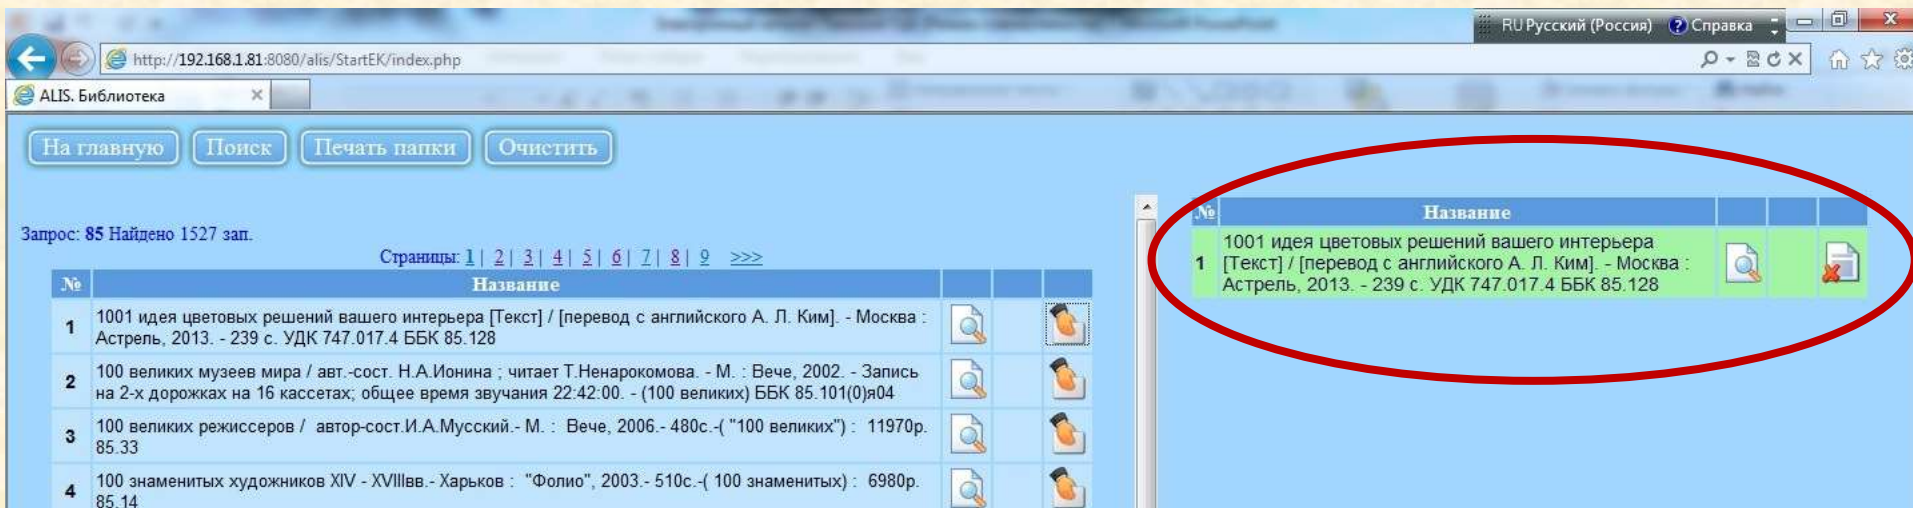 RU Русский (Россия) Справка
http://192.168.1.81:8080/alis/StartEK/index.php
ALIS. Библиотека
На главную Поиск Печать папки Очистить
Запрос: 85 Найдено 1527 зап.
Страницы: 1 | 2 | 3 | 4 | 5 | 6 | 7 | 8 | 9 >>>
№ Название
1 1001 идея цветовых решений вашего интерьера [Текст] / [перевод с английского А. Л. Ким]. - Москва :
Астрель, 2013. - 239 с. УДК 747.017.4 ББК 85.128
2 100 великих музеев мира / авт.-сост. Н.А.Ионина ; читает Т.Ненарокомова. - М. : Вече, 2002. - Запись
на 2-х дорожках на 16 кассетах; общее время звучания 22:42:00. - (100 великих) ББК 85.101(0)я04
3 100 великих режиссеров / автор-сост.И.А.Мусский.- М. : Вече, 2006.- 480с.-( "100 великих") : 11970р.
85.33
4 100 знаменитых художников XIV - XVIIIвв.- Харьков : "Фолио", 2003.- 510с.-( 100 знаменитых) : 6980р.
85.14
№ Название
1 1001 идея цветовых решений вашего интерьера
[Текст] / [перевод с английского А. Л. Ким]. - Москва :
Астрель, 2013. - 239 с. УДК 747.017.4 ББК 85.128